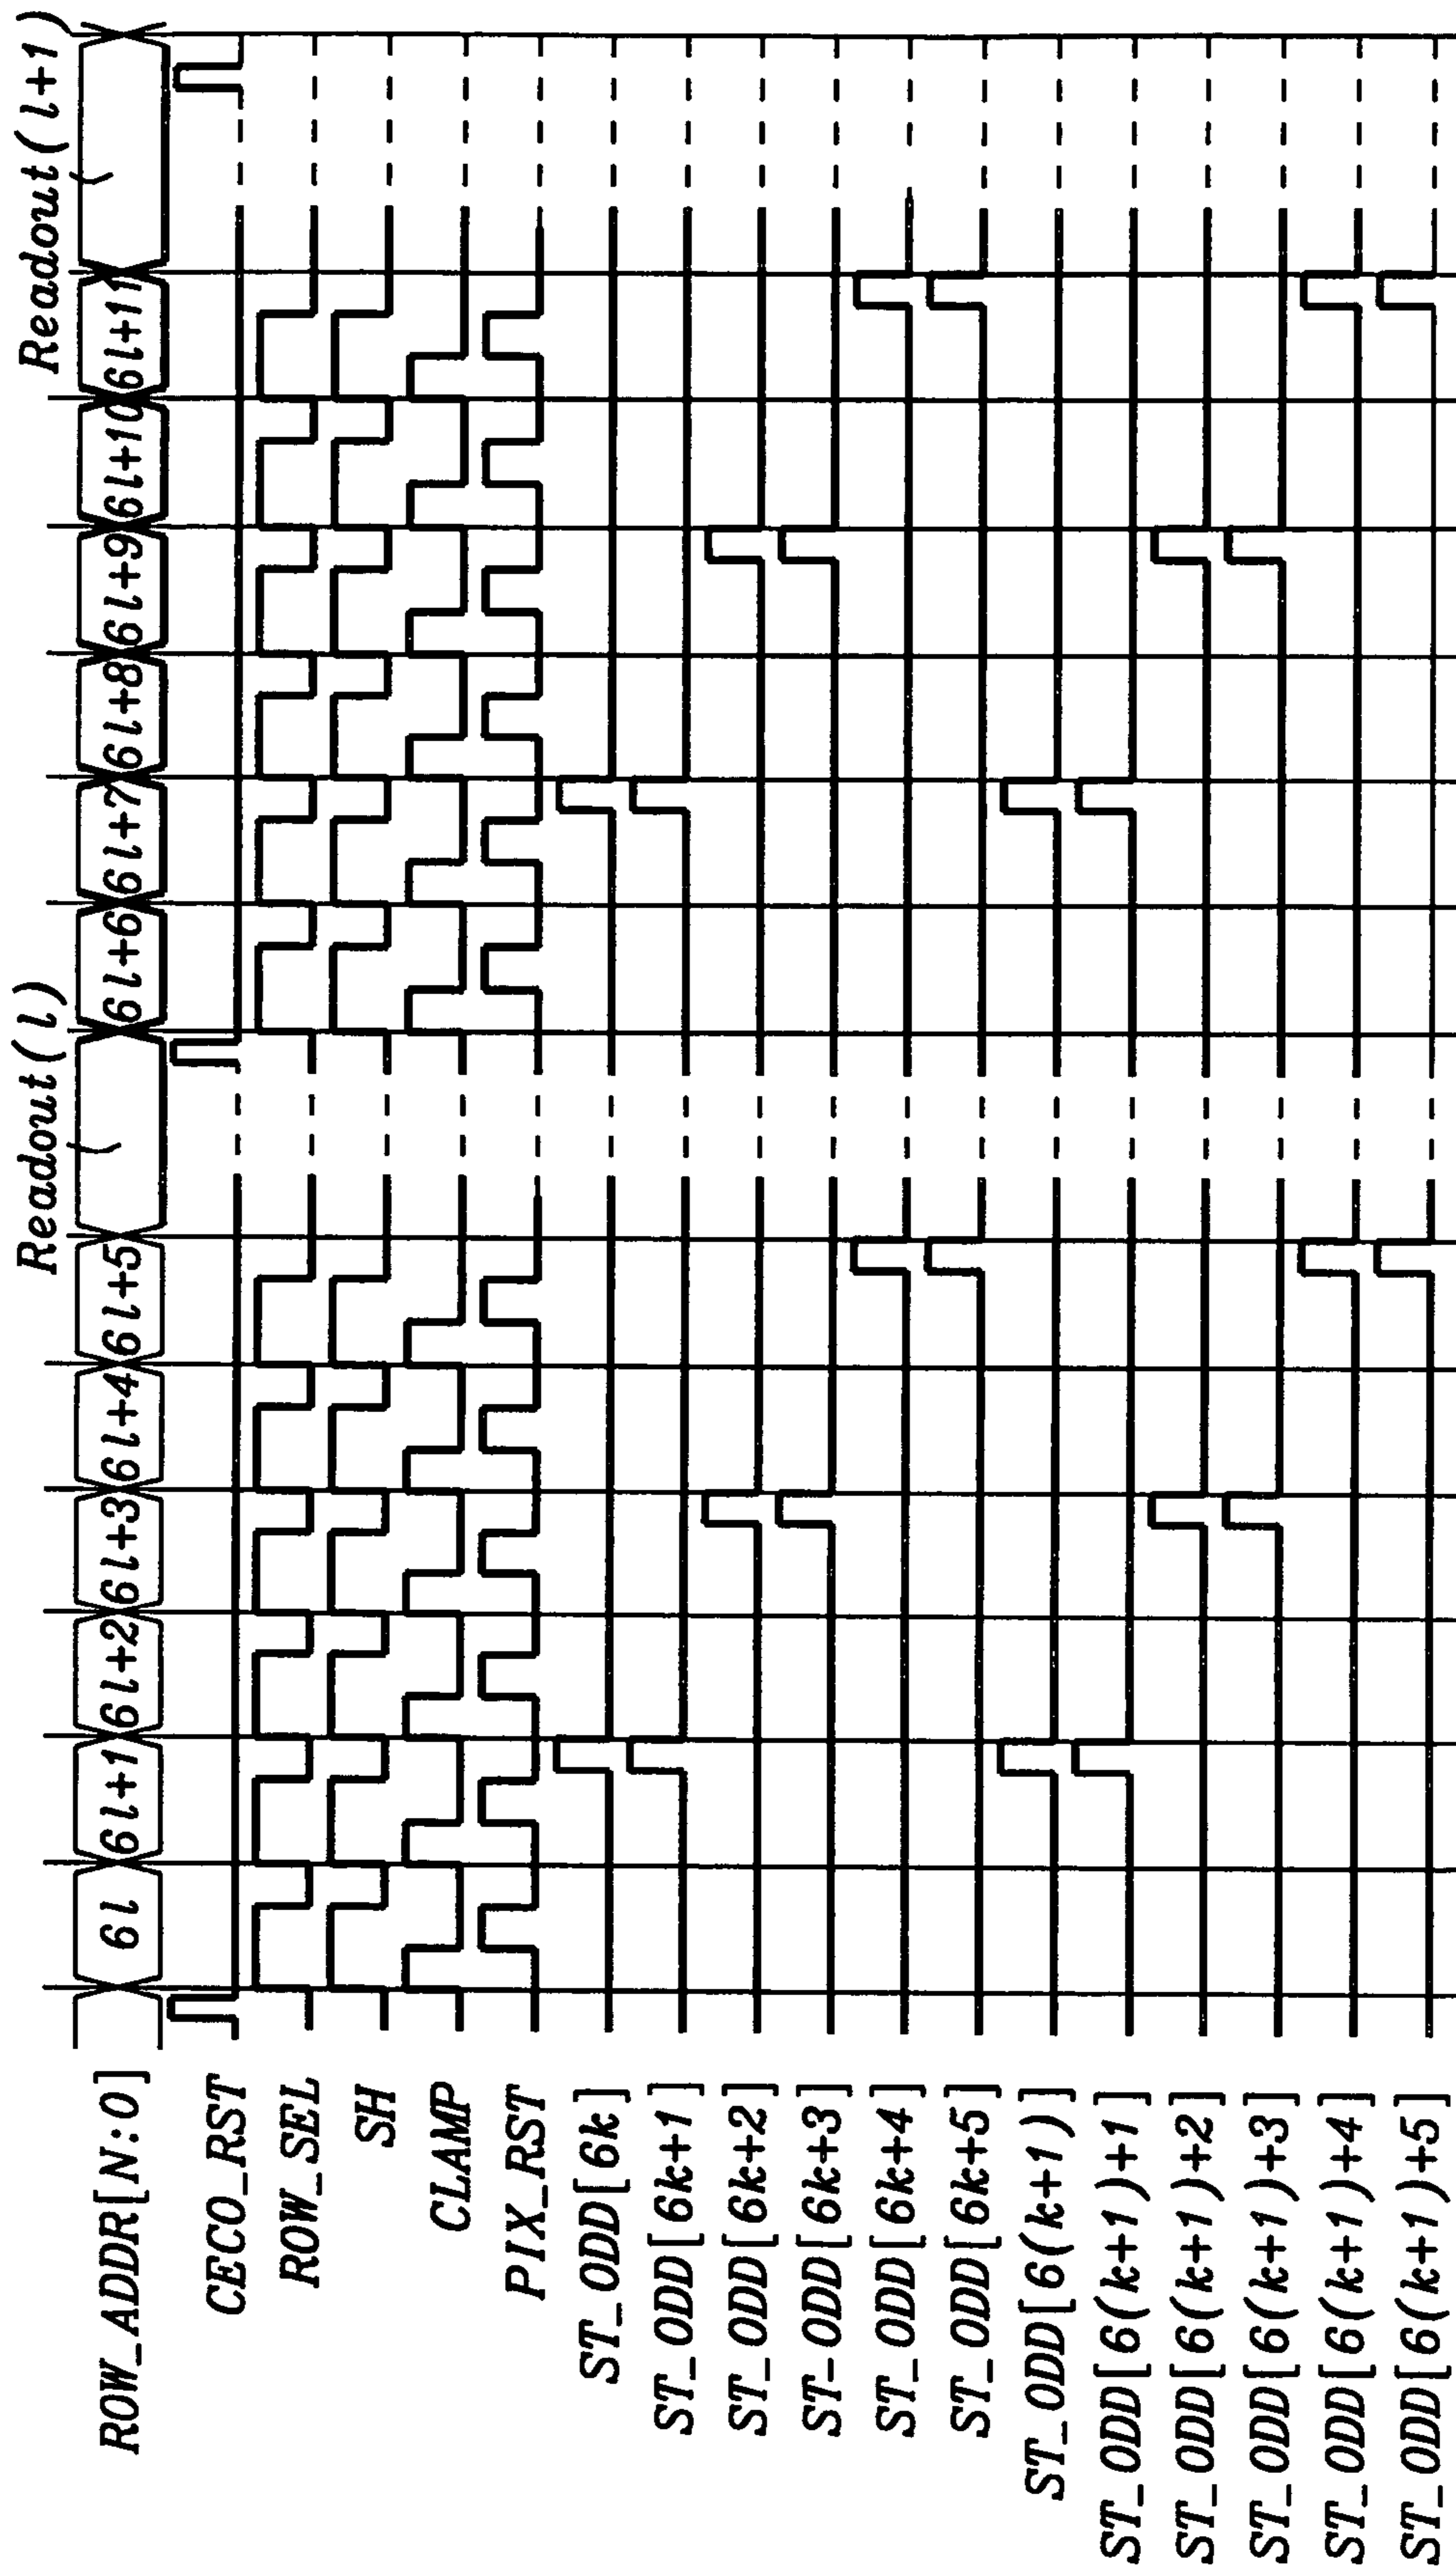 Readout(l)
Readout(l+1)
ROW_ADDR[N:0]
6l
6l+1
6l+2
6l+3
6l+4
6l+5
6l+6
6l+7
6l+8
6l+9
6l+10
6l+11
CECO_RST
ROW_SEL
SH
CLAMP
PIX_RST
ST_ODD[6k]
ST_ODD[6k+1]
ST_ODD[6k+2]
ST-ODD[6k+3]
ST_ODD[6k+4]
ST_ODD[6k+5]
ST_ODD[6(k+1)]
ST_ODD[6(k+1)+1]
ST_ODD[6(k+1)+2]
ST_ODD[6(k+1)+3]
ST_ODD[6(k+1)+4]
ST_ODD[6(k+1)+5]